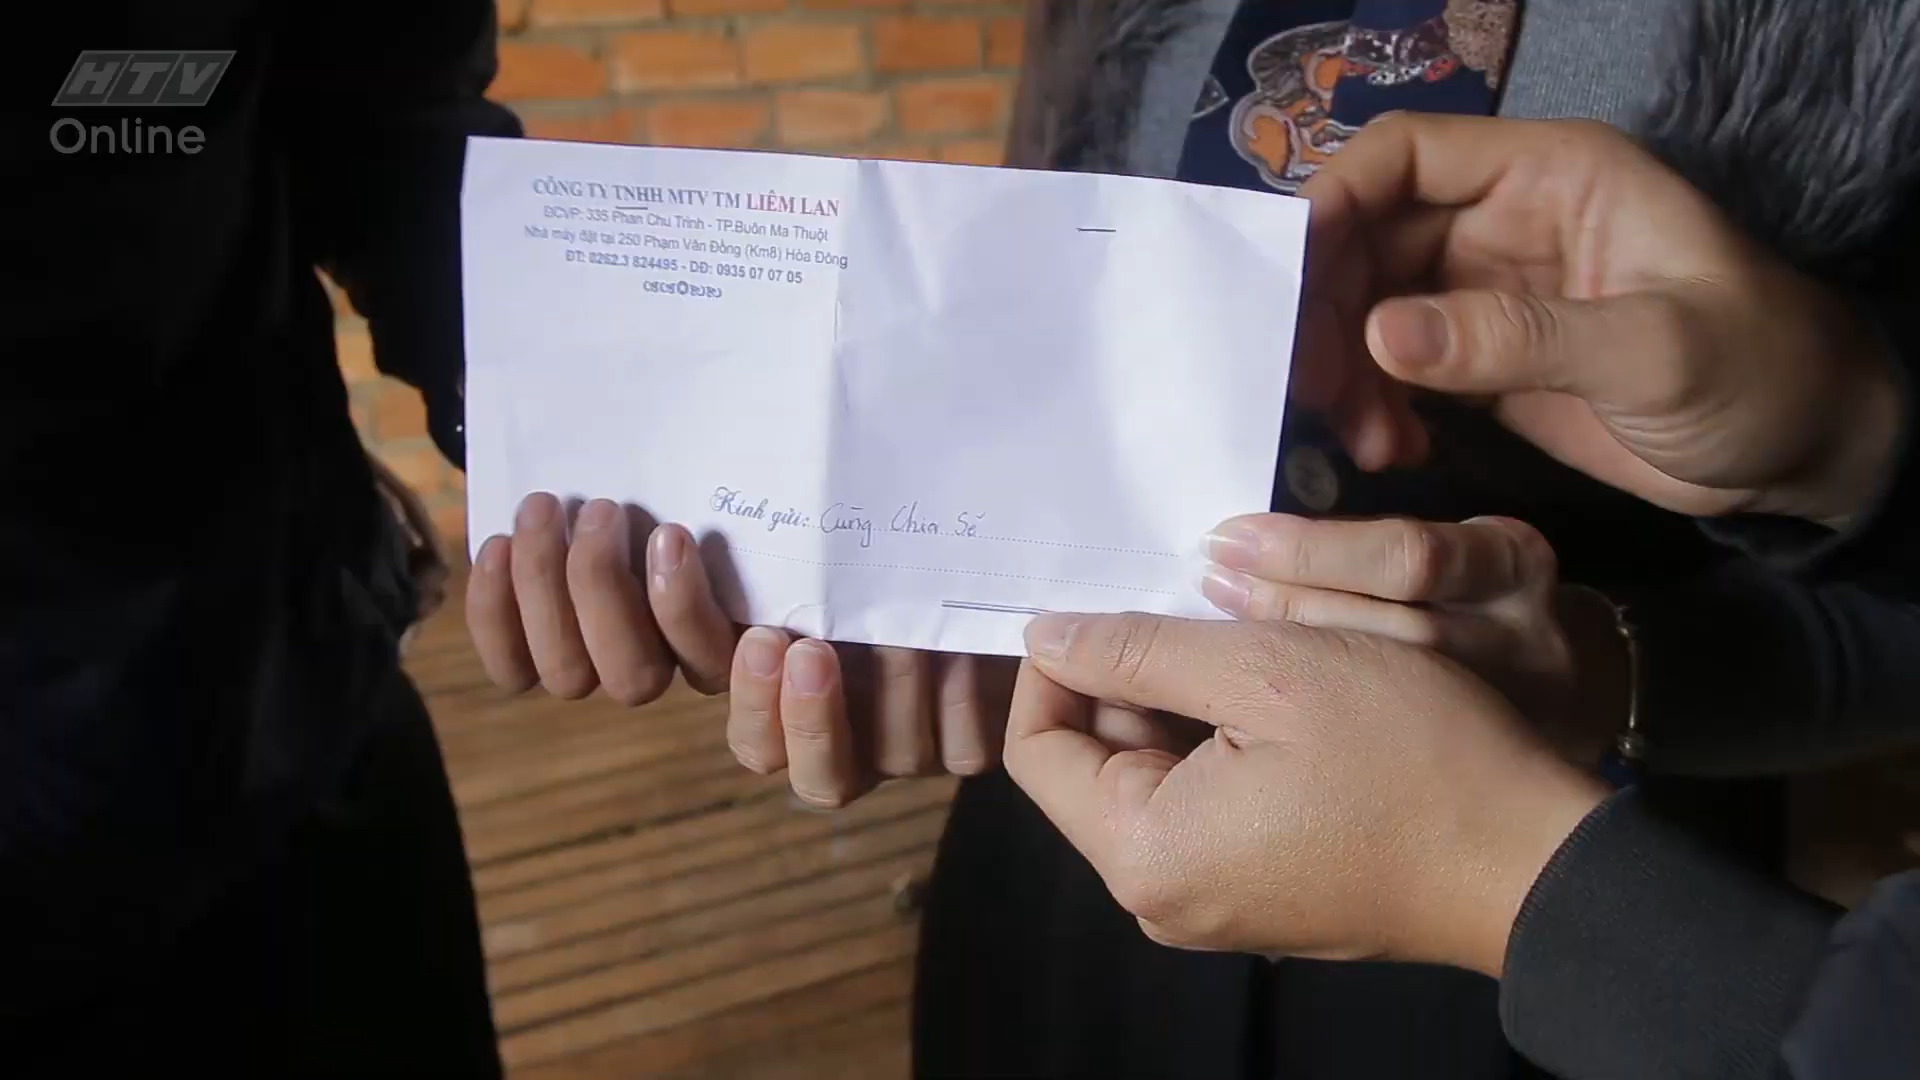 HTV
Online
CÔNG TY TNHH MTV TM LIÊM LAN
ĐCVP: 335 Phan Chu Trinh - TP.Buôn Ma Thuột
Nhà máy đặt tại 250 Phạm Văn Đồng (Km8) Hòa Đông
ĐT: 0262.3 824495 - DĐ: 0935 07 07 05
Kính gửi: Cùng Chia Sẻ